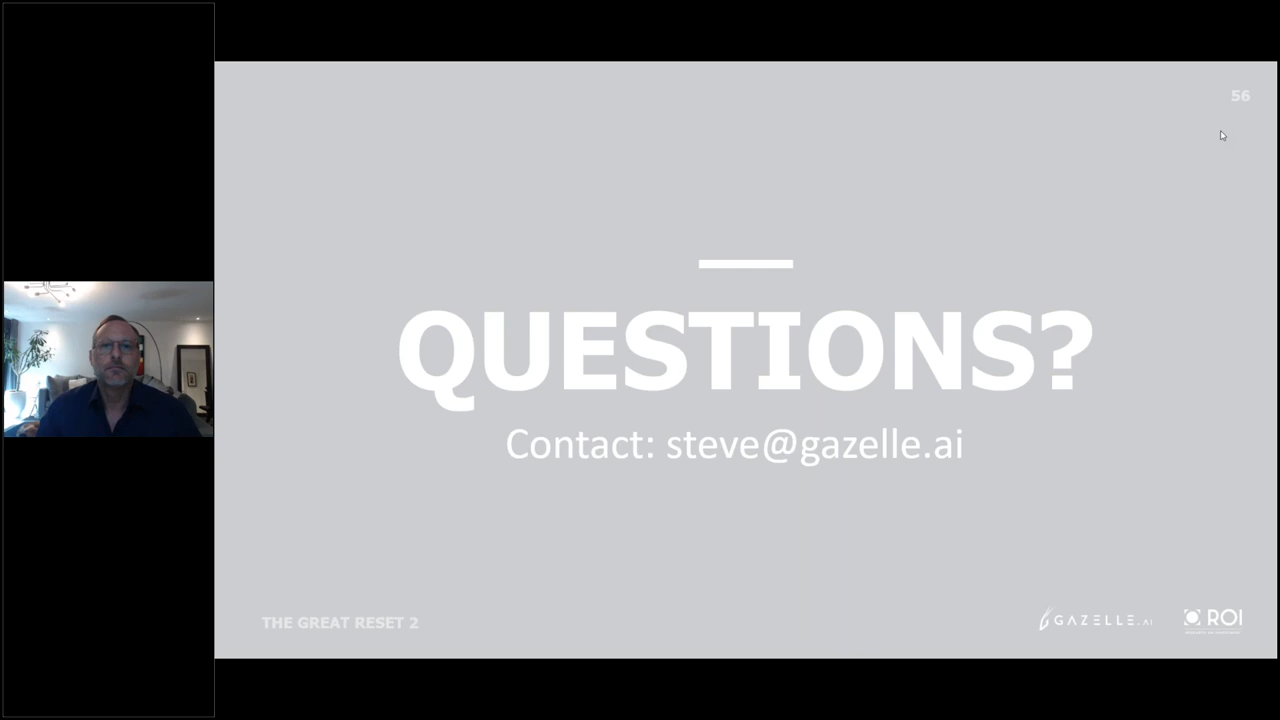 56
QUESTIONS?
Contact: steve@gazelle.ai
THE GREAT RESET 2
GAZELLE.AI
ROI